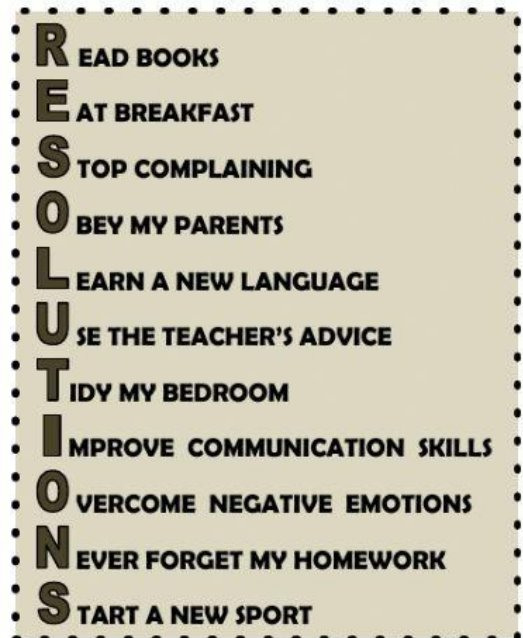 READ BOOKS
EAT BREAKFAST
STOP COMPLAINING
OBEY MY PARENTS
LEARN A NEW LANGUAGE
USE THE TEACHER'S ADVICE
TIDY MY BEDROOM
IMPROVE COMMUNICATION SKILLS
OVERCOME NEGATIVE EMOTIONS
NEVER FORGET MY HOMEWORK
START A NEW SPORT